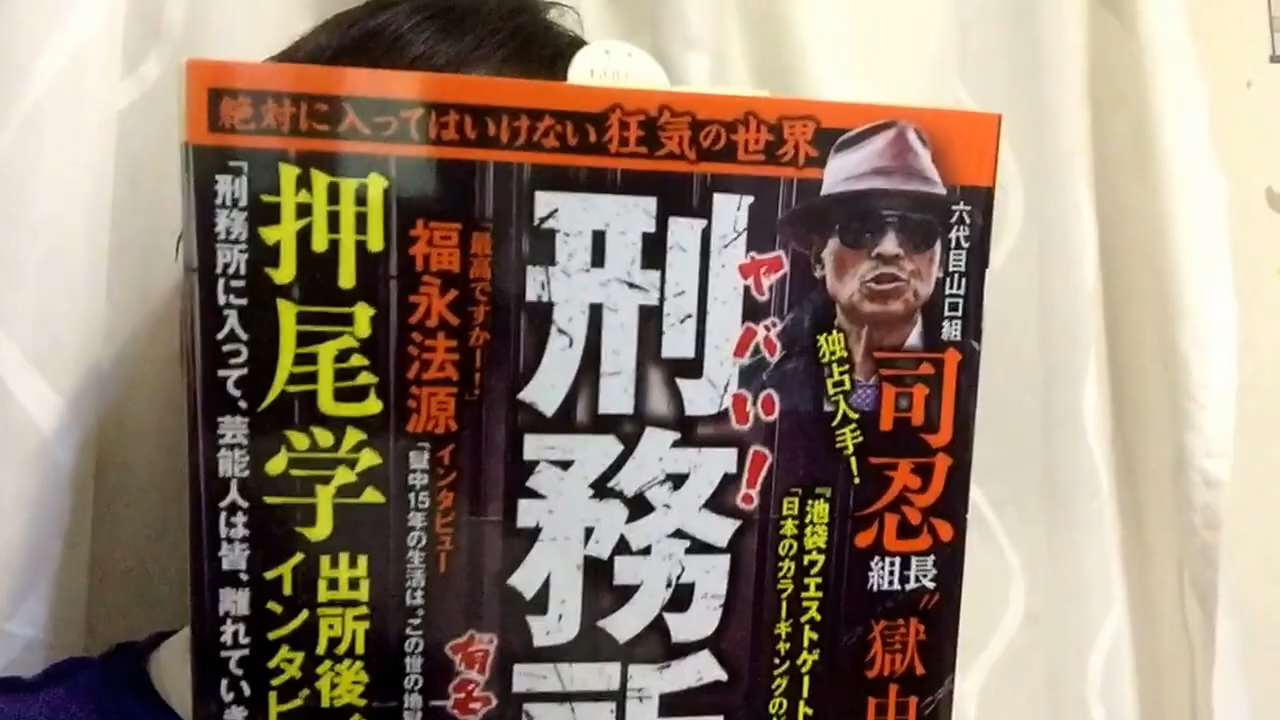 絶対に入ってはいけない狂気の世界
六代目山口組
司忍
組長
"獄中
独占入手!
『池袋ウエストゲート
「日本のカラーギャングの
ヤバい!
刑務所
「最高ですかー!」
福永法源
インタビュー
「獄中15年の生活は、"この世の地獄
有名
押尾学
出所後、
インタビ
「刑務所に入って、芸能人は皆、離れていき